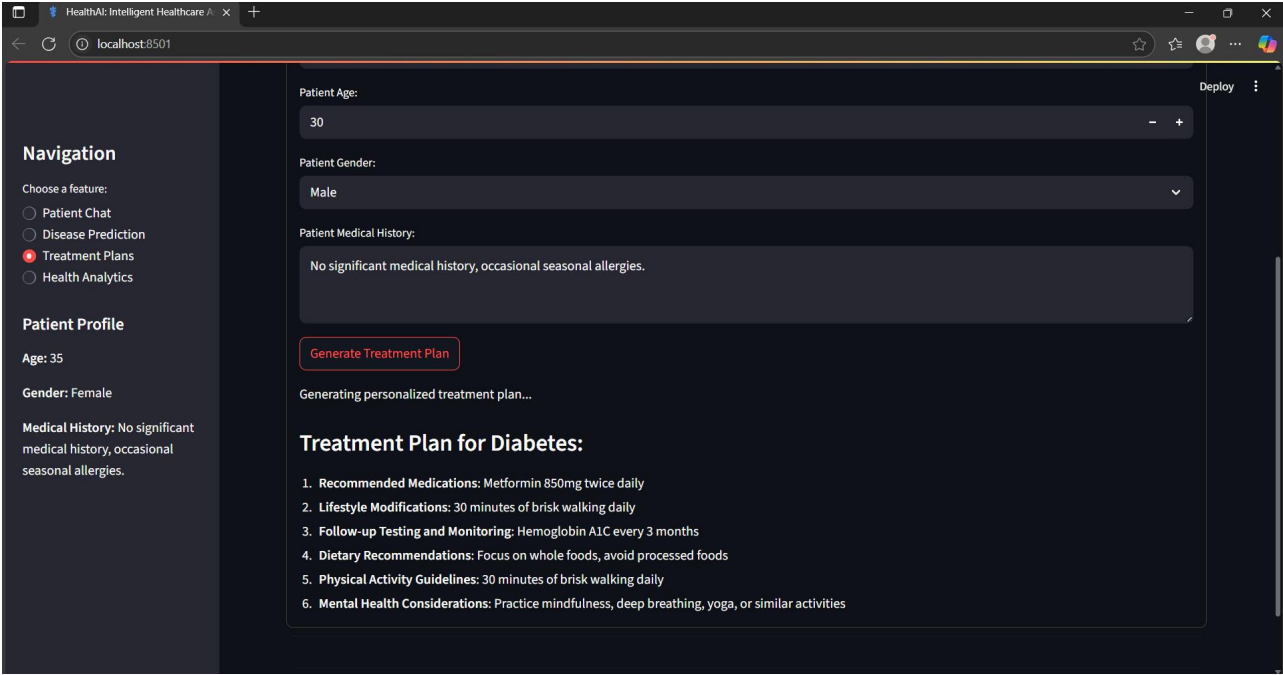 HealthAI: Intelligent Healthcare A
localhost:8501
Deploy
Navigation
Choose a feature:
Patient Chat
Disease Prediction
Treatment Plans
Health Analytics
Patient Profile
Age: 35
Gender: Female
Medical History: No significant
medical history, occasional
seasonal allergies.
Patient Age:
30
Patient Gender:
Male
Patient Medical History:
No significant medical history, occasional seasonal allergies.
Generate Treatment Plan
Generating personalized treatment plan...
Treatment Plan for Diabetes:
1. Recommended Medications: Metformin 850mg twice daily
2. Lifestyle Modifications: 30 minutes of brisk walking daily
3. Follow-up Testing and Monitoring: Hemoglobin A1C every 3 months
4. Dietary Recommendations: Focus on whole foods, avoid processed foods
5. Physical Activity Guidelines: 30 minutes of brisk walking daily
6. Mental Health Considerations: Practice mindfulness, deep breathing, yoga, or similar activities